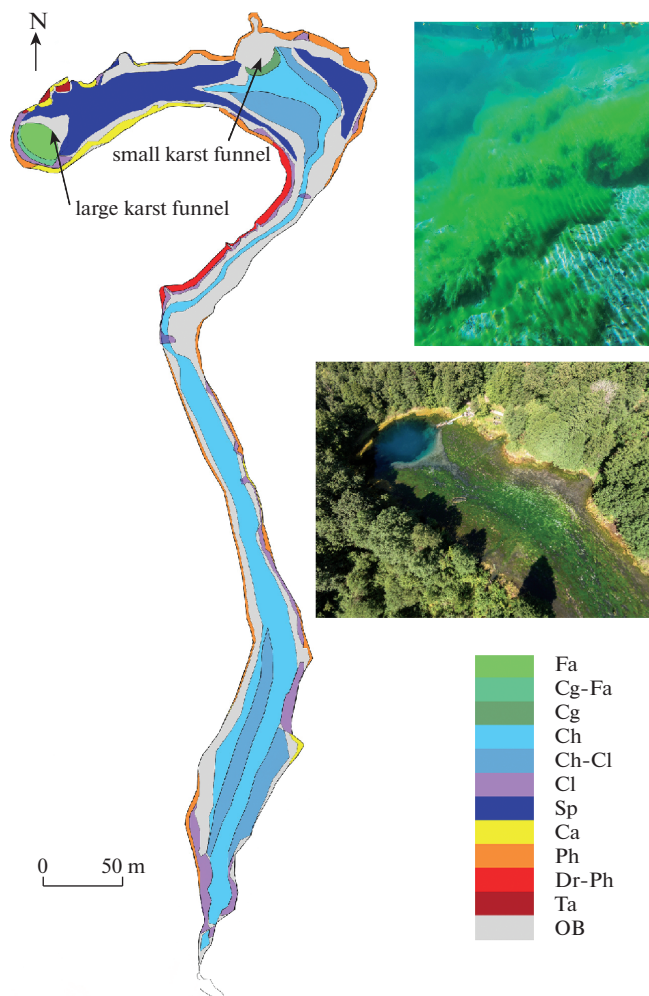 N
small karst funnel
large karst funnel
Fa
Cg-Fa
Cg
Ch
Ch-Cl
Cl
Sp
Ca
Ph
Dr-Ph
Ta
OB
0 50 m